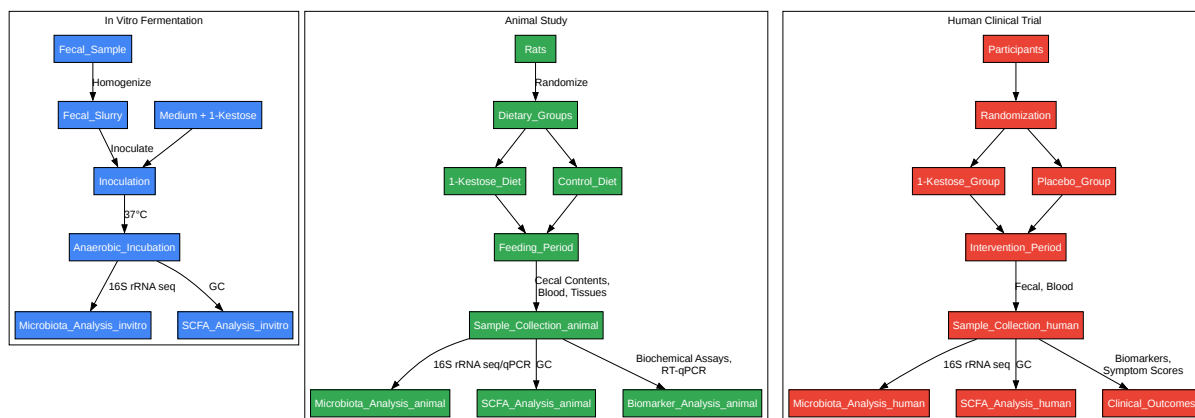 In Vitro Fermentation
Fecal_Sample
Homogenize
Fecal_Slurry
Medium + 1-Kestose
Inoculate
Inoculation
37°C
Anaerobic_Incubation
16S rRNA seq
GC
Microbiota_Analysis_invitro
SCFA_Analysis_invitro
Animal Study
Rats
Randomize
Dietary_Groups
1-Kestose_Diet
Control_Diet
Feeding_Period
Cecal Contents,
Blood, Tissues
Sample_Collection_animal
16S rRNA seq/qPCR
GC
Biochemical Assays,
RT-qPCR
Microbiota_Analysis_animal
SCFA_Analysis_animal
Biomarker_Analysis_animal
Human Clinical Trial
Participants
Randomization
1-Kestose_Group
Placebo_Group
Intervention_Period
Fecal, Blood
Sample_Collection_human
16S rRNA seq
GC
Biomarkers,
Symptom Scores
Microbiota_Analysis_human
SCFA_Analysis_human
Clinical_Outcomes